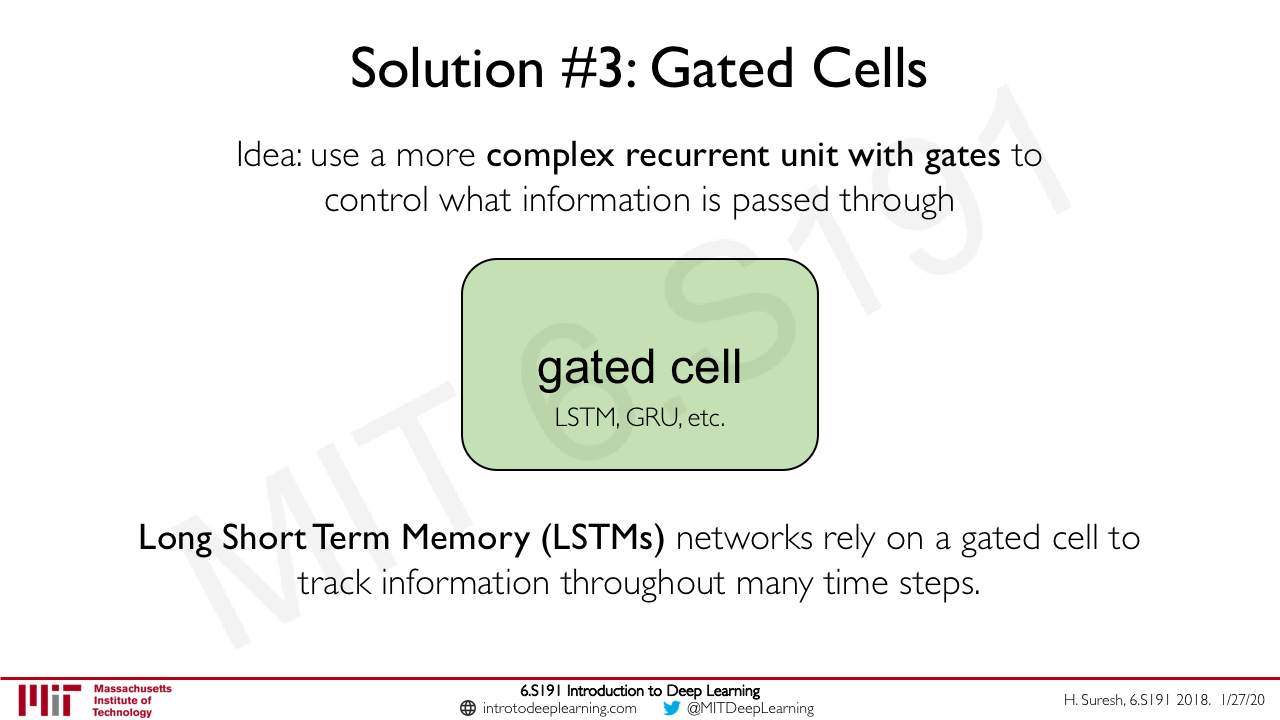 Solution #3: Gated Cells
Idea: use a more complex recurrent unit with gates to
control what information is passed through
gated cell
LSTM, GRU, etc.
MIT 6.S191
Long Short Term Memory (LSTMs) networks rely on a gated cell to
track information throughout many time steps.
Massachusetts
Institute of
Technology
6.S191 Introduction to Deep Learning
introtodeeplearning.com @MITDeepLearning
H. Suresh, 6.S191 2018. 1/27/20